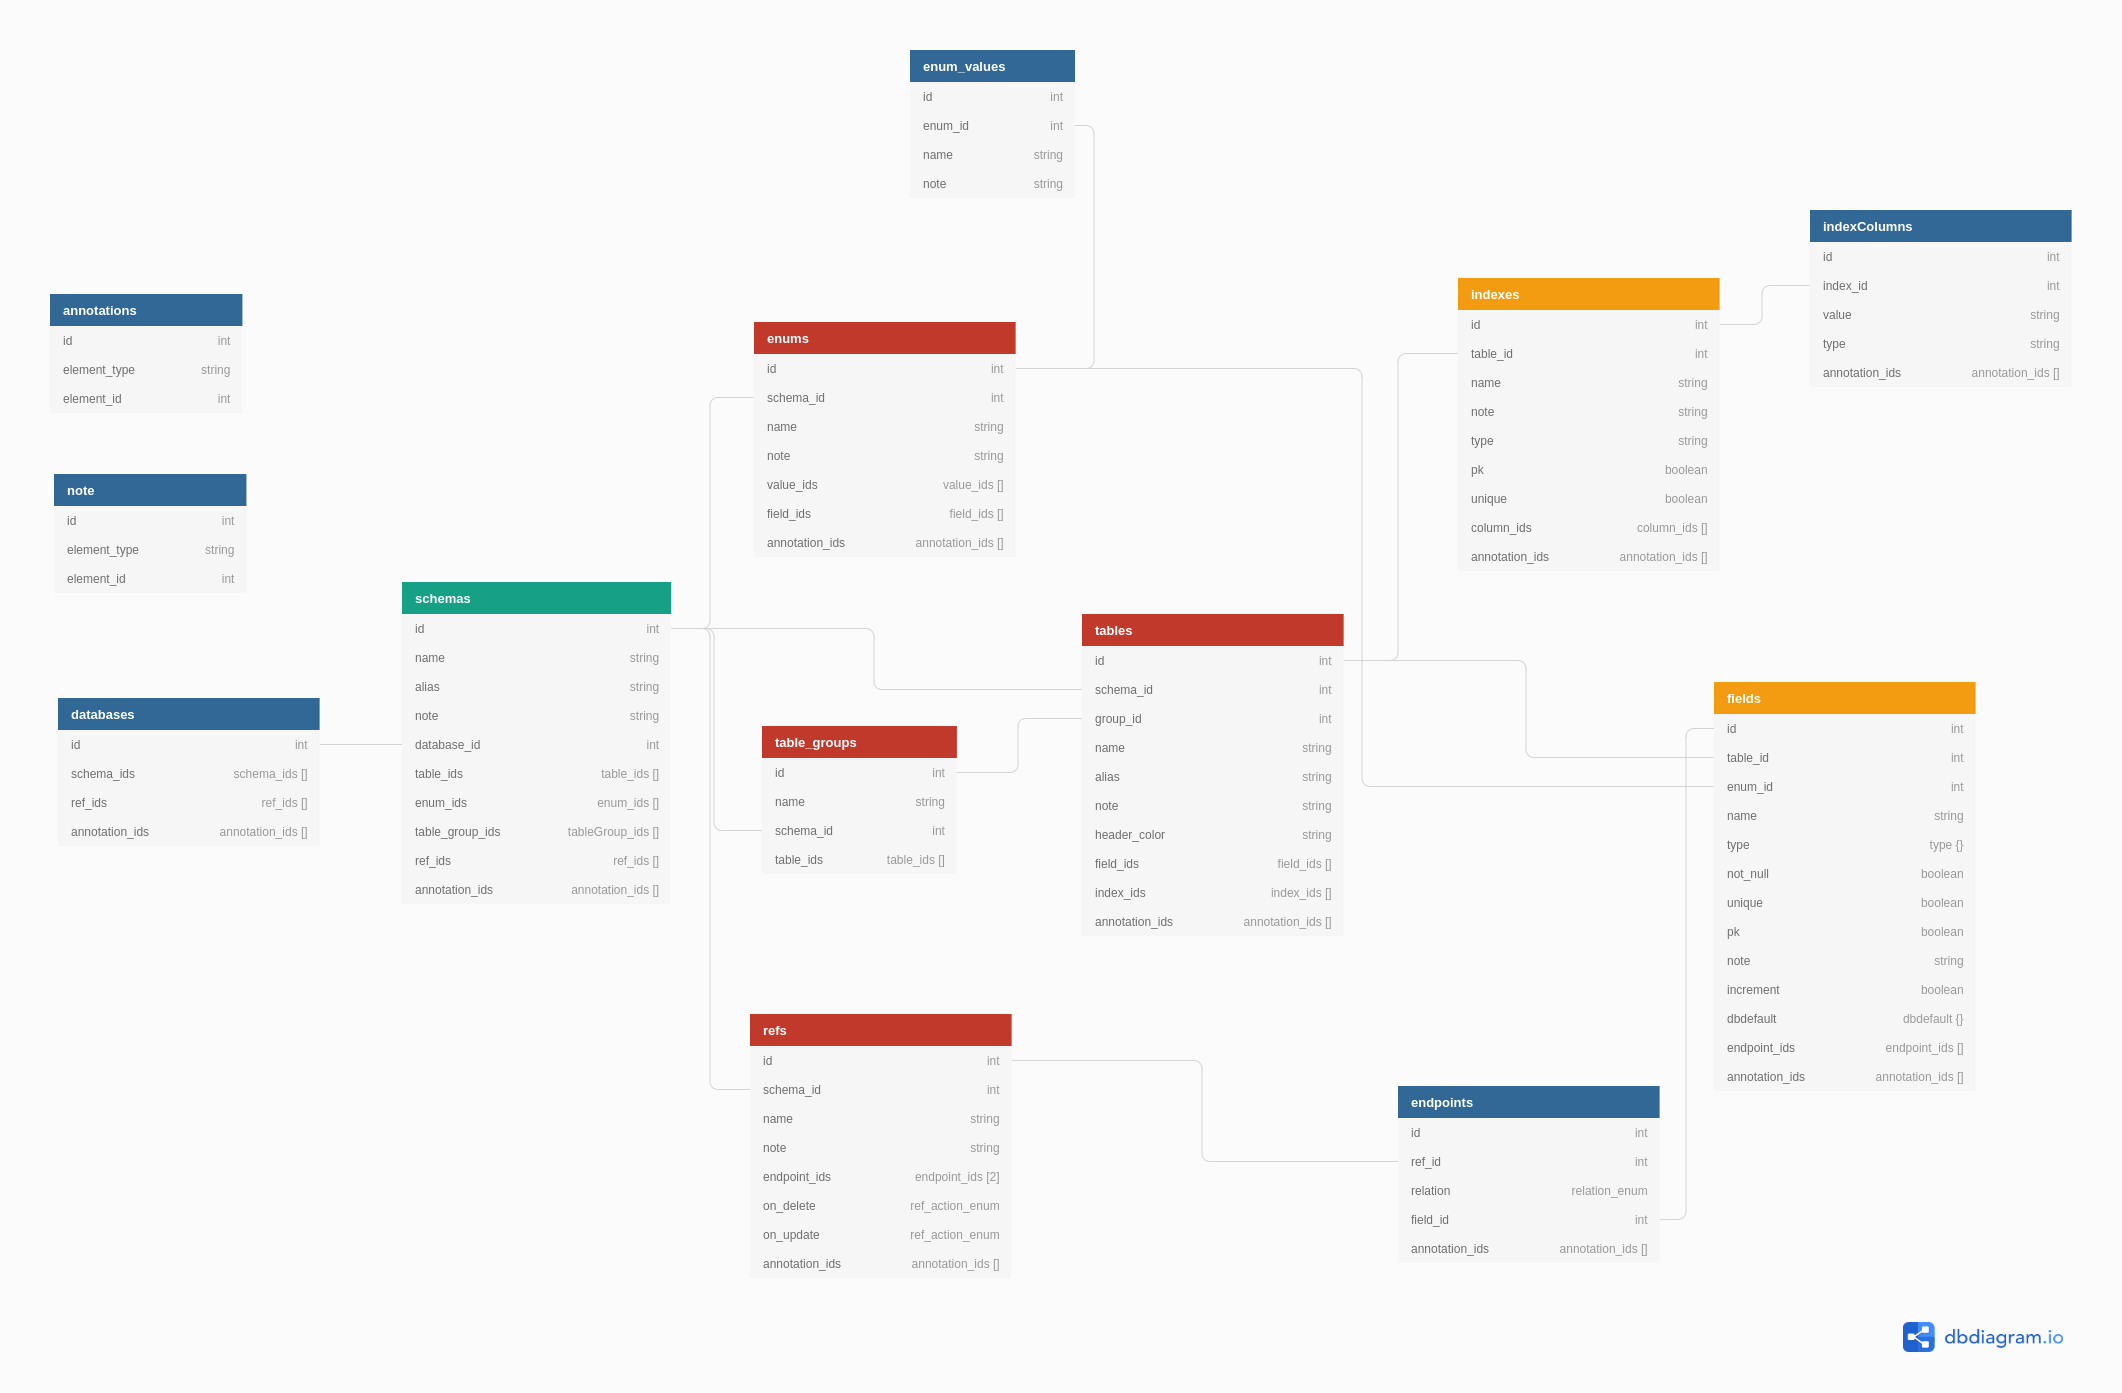 enum_values
id int
enum_id int
name string
note string
indexColumns
id int
index_id int
value string
type string
annotation_ids annotation_ids []
indexes
id int
table_id int
name string
note string
type string
pk boolean
unique boolean
column_ids column_ids []
annotation_ids annotation_ids []
annotations
id int
element_type string
element_id int
enums
id int
schema_id int
name string
note string
value_ids value_ids []
field_ids field_ids []
annotation_ids annotation_ids []
note
id int
element_type string
element_id int
schemas
id int
name string
alias string
note string
database_id int
table_ids table_ids []
enum_ids enum_ids []
table_group_ids tableGroup_ids []
ref_ids ref_ids []
annotation_ids annotation_ids []
tables
id int
schema_id int
group_id int
name string
alias string
note string
header_color string
field_ids field_ids []
index_ids index_ids []
annotation_ids annotation_ids []
fields
id int
table_id int
enum_id int
name string
type type {}
not_null boolean
unique boolean
pk boolean
note string
increment boolean
dbdefault dbdefault {}
endpoint_ids endpoint_ids []
annotation_ids annotation_ids []
databases
id int
schema_ids schema_ids []
ref_ids ref_ids []
annotation_ids annotation_ids []
table_groups
id int
name string
schema_id int
table_ids table_ids []
refs
id int
schema_id int
name string
note string
endpoint_ids endpoint_ids [2]
on_delete ref_action_enum
on_update ref_action_enum
annotation_ids annotation_ids []
endpoints
id int
ref_id int
relation relation_enum
field_id int
annotation_ids annotation_ids []
dbdiagram.io